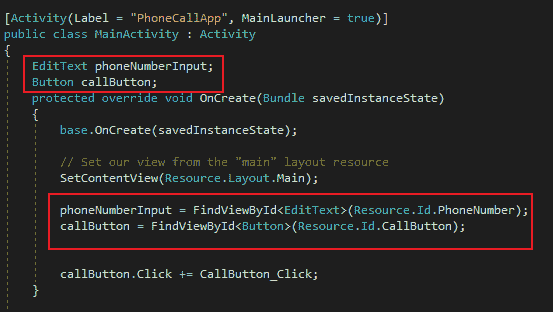 [Activity(Label = "PhoneCallApp", MainLauncher = true)]
public class MainActivity : Activity
{
EditText phoneNumberInput;
Button callButton;
protected override void OnCreate(Bundle savedInstanceState)
{
base.OnCreate(savedInstanceState);
// Set our view from the "main" layout resource
SetContentView(Resource.Layout.Main);
phoneNumberInput = FindViewById<EditText>(Resource.Id.PhoneNumber);
callButton = FindViewById<Button>(Resource.Id.CallButton);
callButton.Click += CallButton_Click;
}